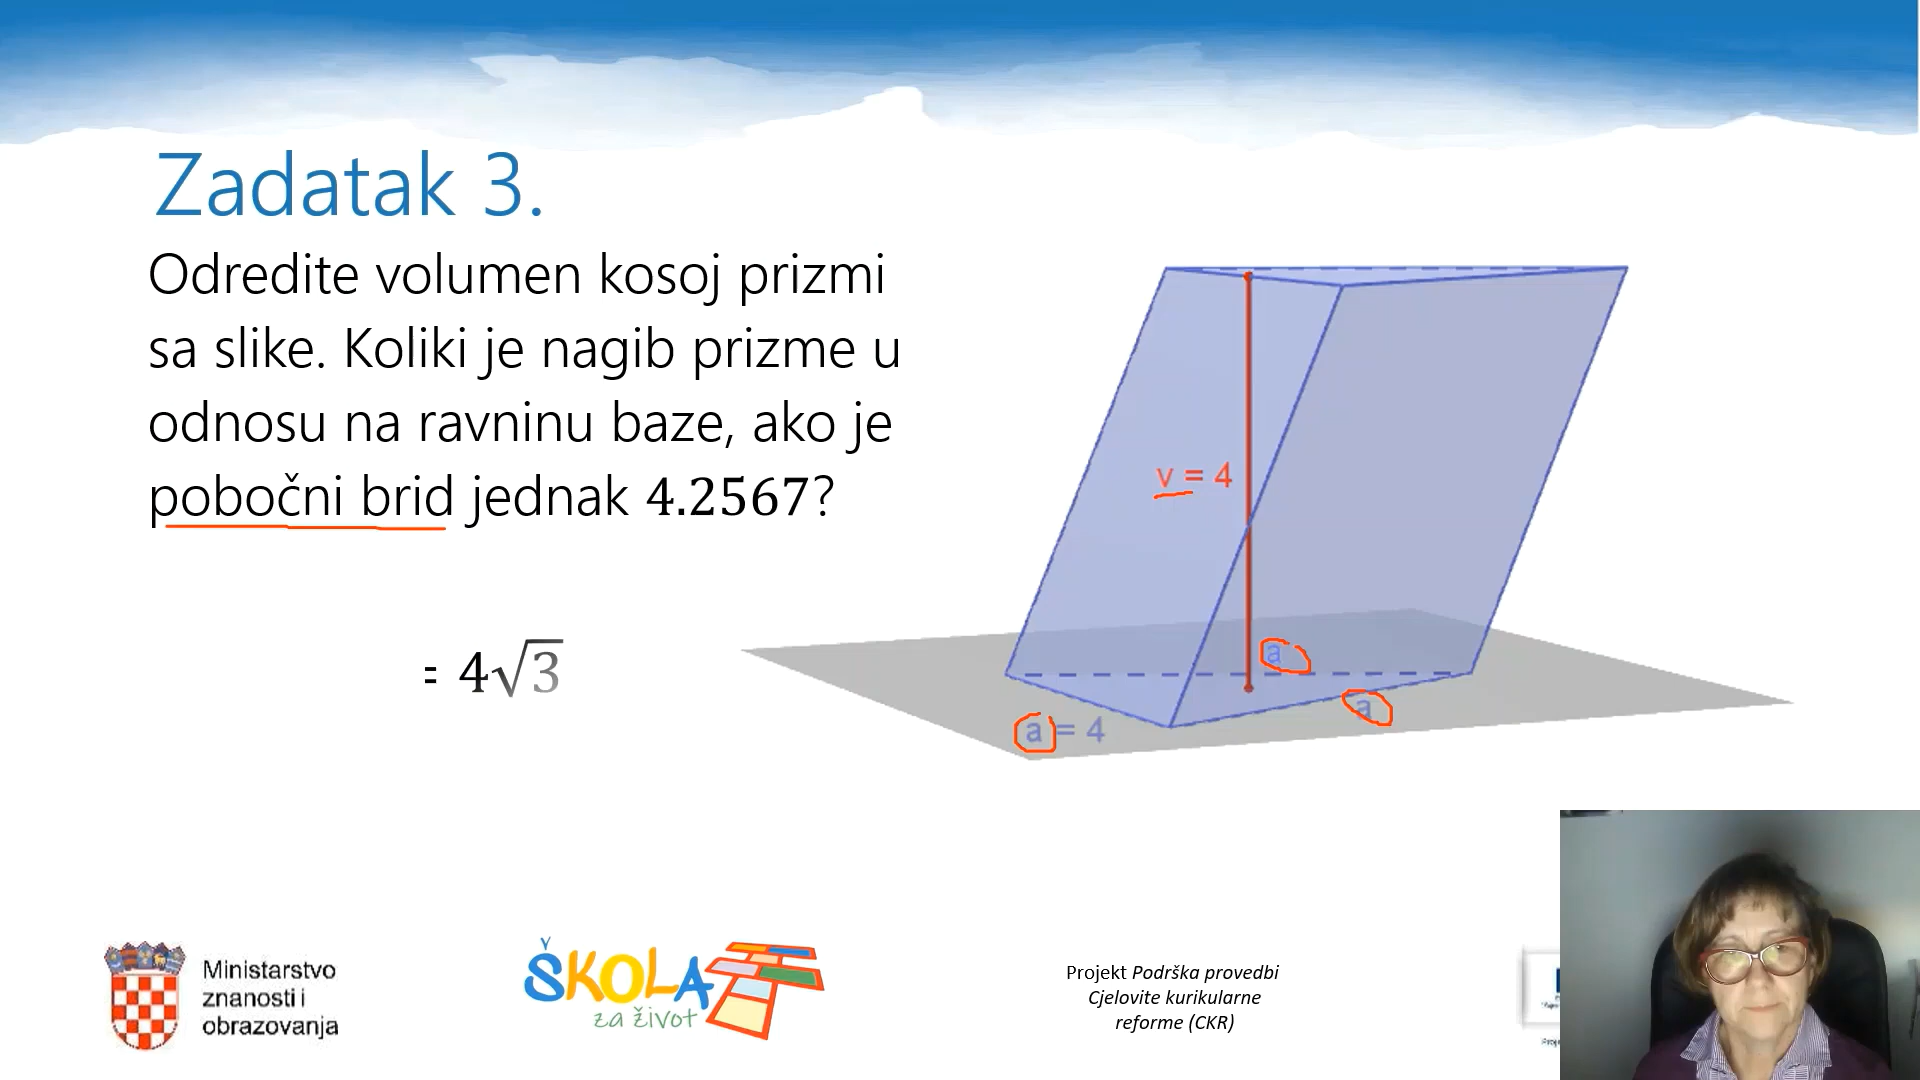 Zadatak 3.
Odredite volumen kosoj prizmi
sa slike. Koliki je nagib prizme u
odnosu na ravninu baze, ako je
pobočni brid jednak 4.2567?
= 4√3
v = 4
a
a
a = 4
Ministarstvo
znanosti i
obrazovanja
ŠKOLA
za život
Projekt Podrška provedbi
Cjelovite kurikularne
reforme (CKR)